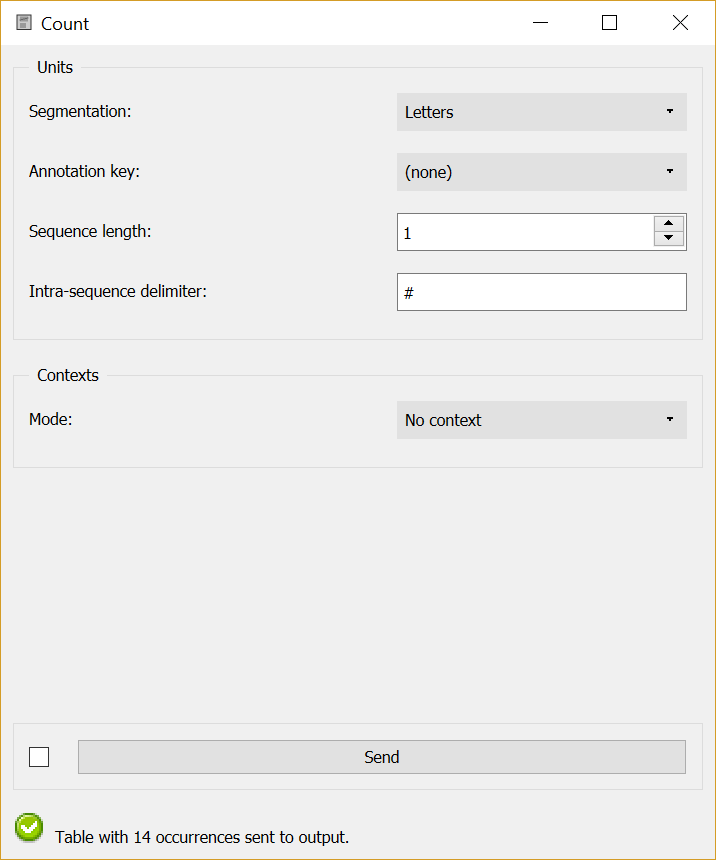 Count
Units
Segmentation: Letters
Annotation key: (none)
Sequence length: 1
Intra-sequence delimiter: #
Contexts
Mode: No context
Send
Table with 14 occurrences sent to output.